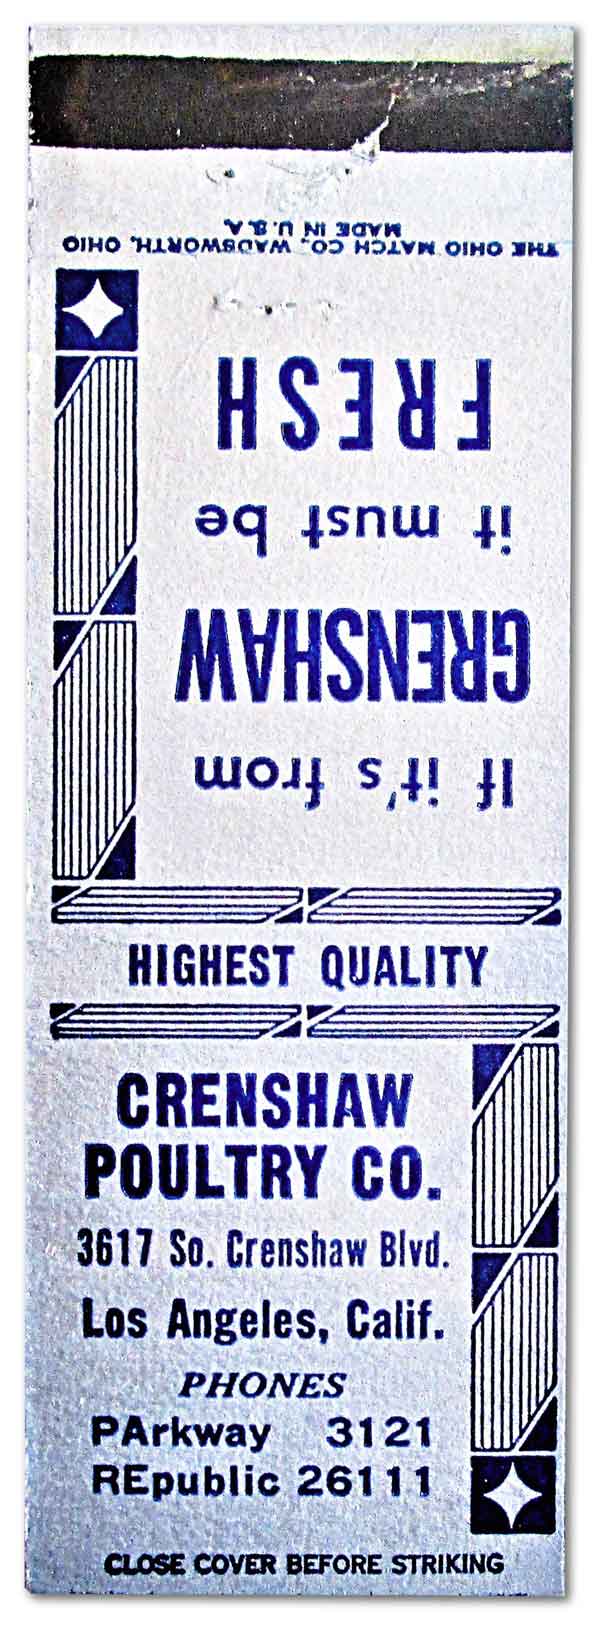 HIGHEST QUALITY
CRENSHAW
POULTRY CO.
3617 So. Crenshaw Blvd.
Los Angeles, Calif.
PHONES
PArkway 3121
REpublic 26111
CLOSE COVER BEFORE STRIKING
If it's from
GRENSHAW
it must be
FRESH
THE OHIO MATCH CO., WADSWORTH, OHIO
MADE IN U.S.A.